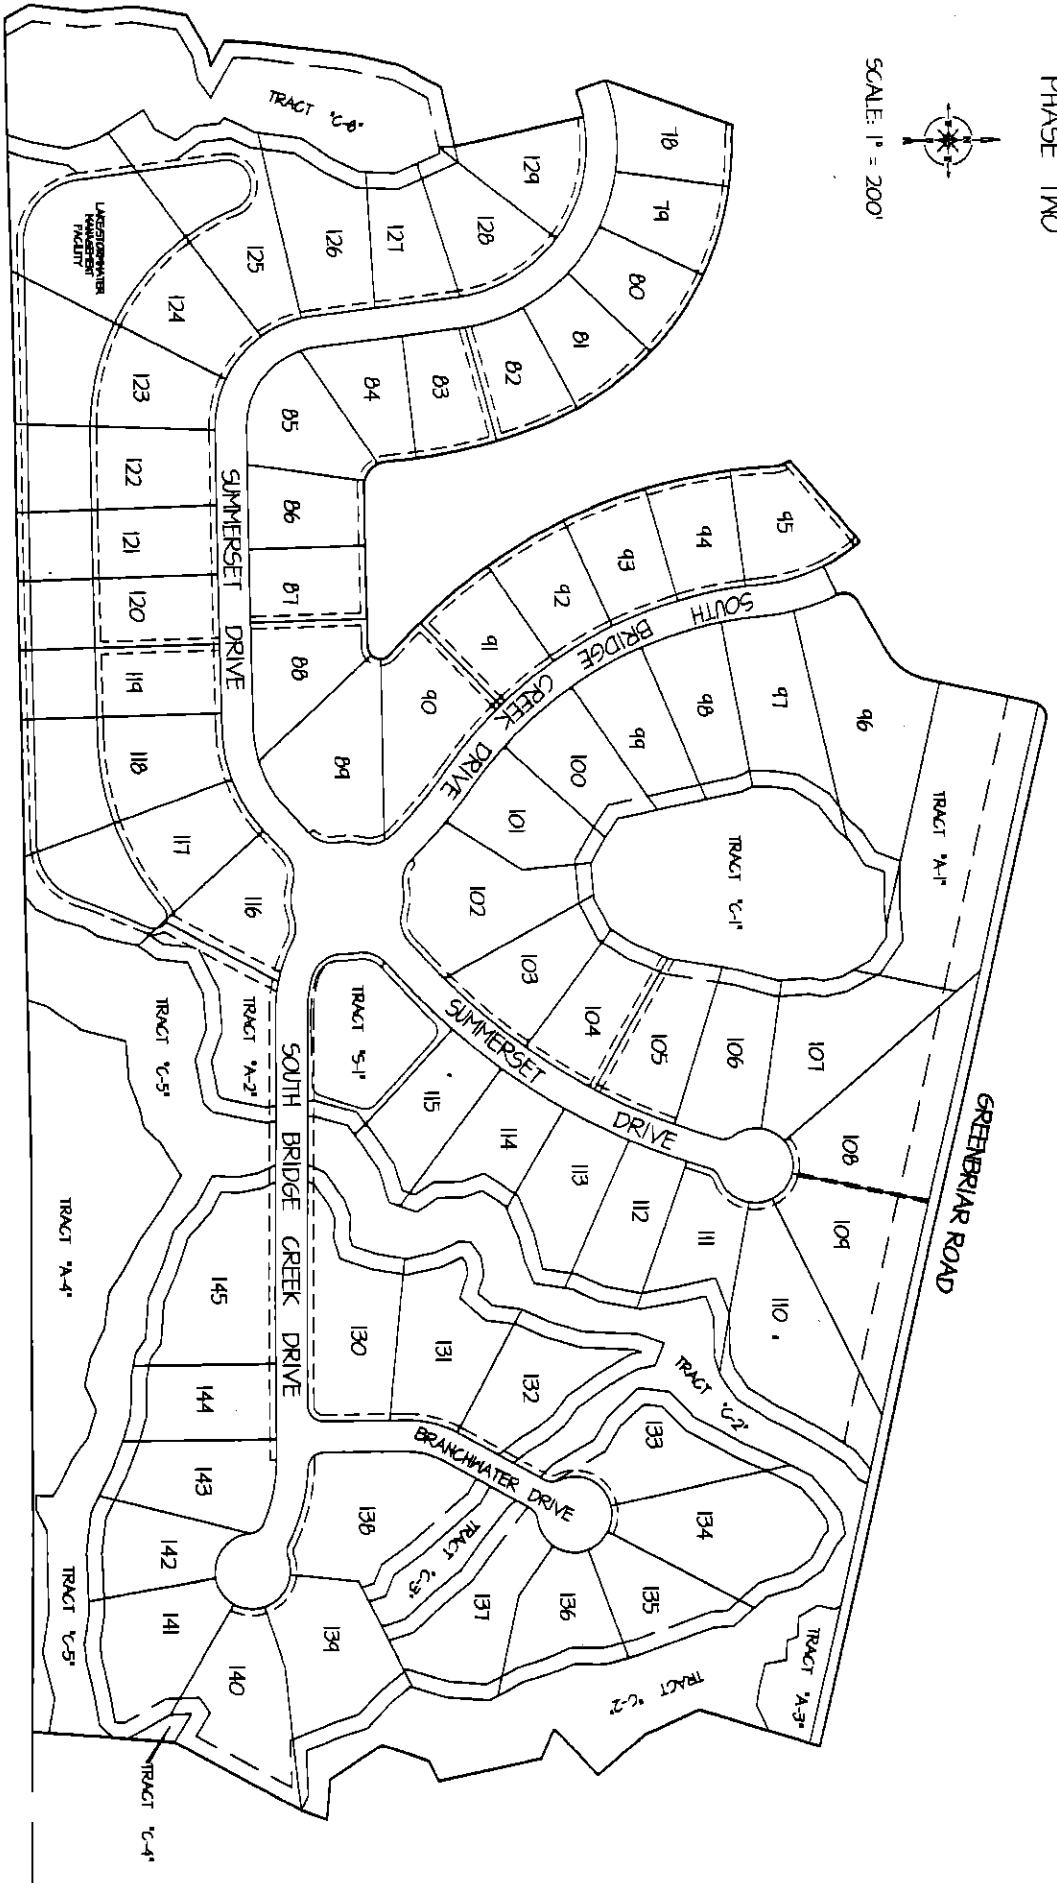 PHASE TWO
SCALE: 1" = 200'
GREENBRIAR ROAD
78
79
80
81
82
83
84
85
86
87
88
89
90
91
92
93
94
95
96
97
98
99
100
101
102
103
104
105
106
107
108
109
110
111
112
113
114
115
116
117
118
119
120
121
122
123
124
125
126
127
128
129
130
131
132
133
134
135
136
137
138
139
140
141
142
143
144
145
TRACT "C-6"
LAKE/STORMWATER
MANAGEMENT
FACILITY
SUMMERSET DRIVE
SOUTH BRIDGE CREEK DRIVE
TRACT "A-1"
TRACT "C-1"
SUMMERSET DRIVE
TRACT "S-1"
TRACT "A-2"
TRACT "C-5"
SOUTH BRIDGE CREEK DRIVE
TRACT "A-4"
TRACT "C-2"
BRANCHWATER DRIVE
TRACT "C-3"
TRACT "A-3"
TRACT "C-2"
TRACT "C-5"
TRACT "C-4"